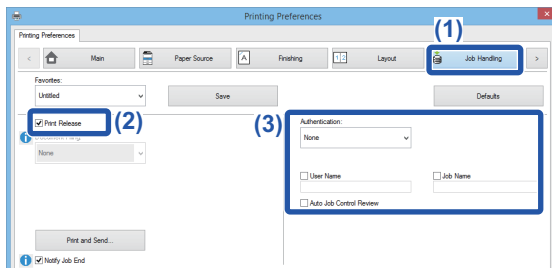 Printing Preferences
Printing Preferences
(1)
Main
Paper Source
Finishing
Layout
Job Handling
Favorites:
Untitled
Save
Defaults
Print Release
(2)
(3)
Authentication:
None
None
User Name
Job Name
Auto Job Control Review
Print and Send...
Notify Job End